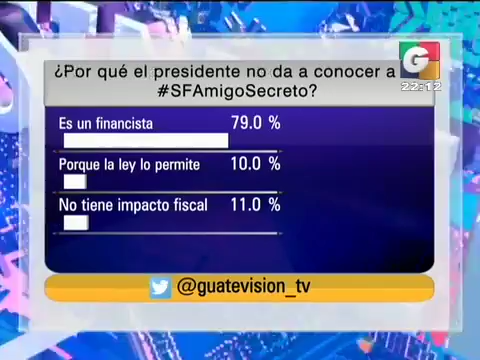 ¿Por qué el presidente no da a conocer a
#SFAmigoSecreto?
G
22:12
Es un financista 79.0 %
Porque la ley lo permite 10.0 %
No tiene impacto fiscal 11.0 %
@guatevision_tv